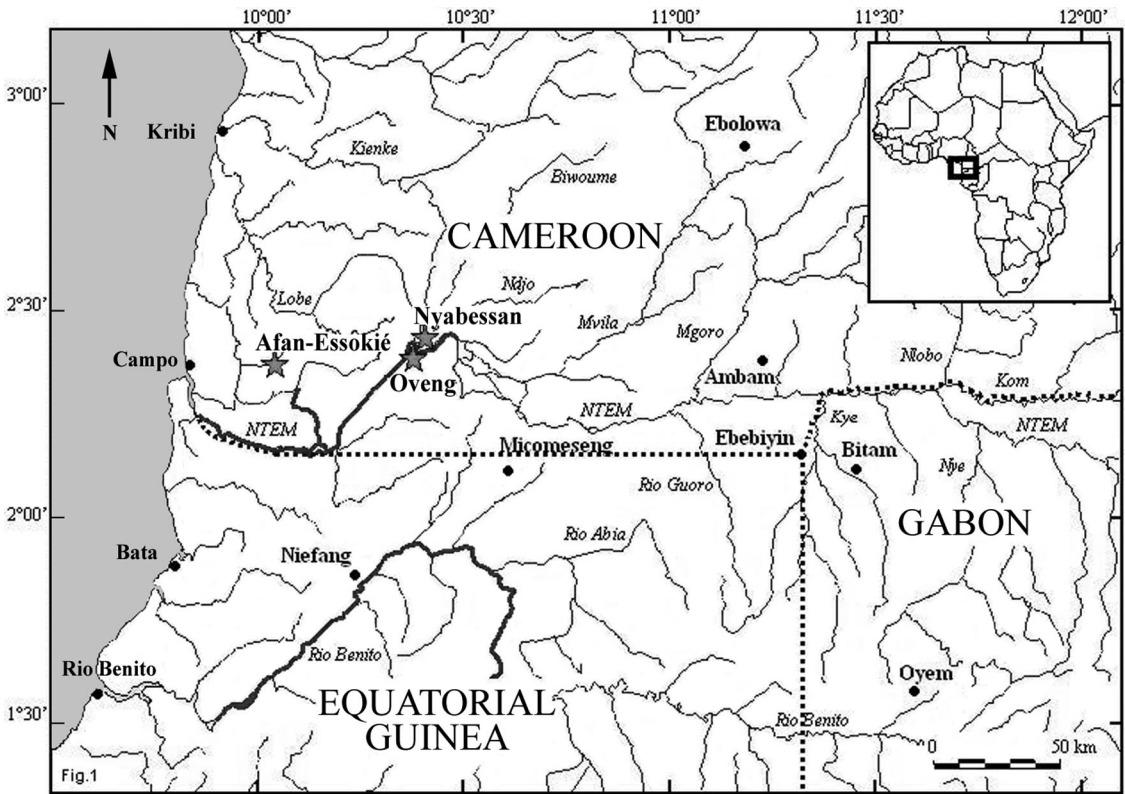 10°00'
10°30'
11°00'
11°30'
12°00'
3°00'
N
Kribi
Kienke
Ebolowa
Biwoume
CAMEROON
2°30'
Lobe
Ndjo
Nyabessan
Mvila
Mgoro
Afan-Essokié
Campo
Oveng
Ambam
Nlobo
Kom
NTEM
NTEM
Kye
NTEM
Micomeseng
Ebebiyin
Bitam
Nye
Rio Guoro
2°00'
GABON
Rio Abia
Bata
Niefang
Rio Benito
Rio Benito
Oyem
EQUATORIAL
GUINEA
1°30'
Rio Benito
0
50 km
Fig.1